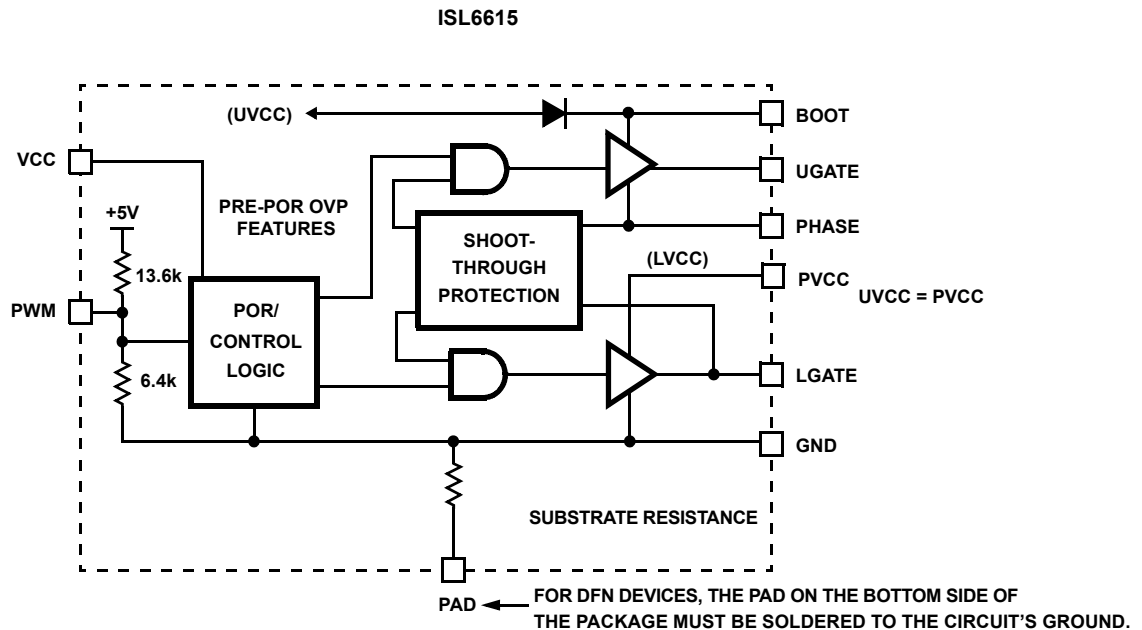 ISL6615
(UVCC)
BOOT
VCC
UGATE
+5V
PRE-POR OVP
FEATURES
PHASE
SHOOT-
THROUGH
PROTECTION
(LVCC)
13.6k
PVCC
UVCC = PVCC
PWM
POR/
CONTROL
LOGIC
6.4k
LGATE
GND
SUBSTRATE RESISTANCE
PAD
FOR DFN DEVICES, THE PAD ON THE BOTTOM SIDE OF
THE PACKAGE MUST BE SOLDERED TO THE CIRCUIT'S GROUND.